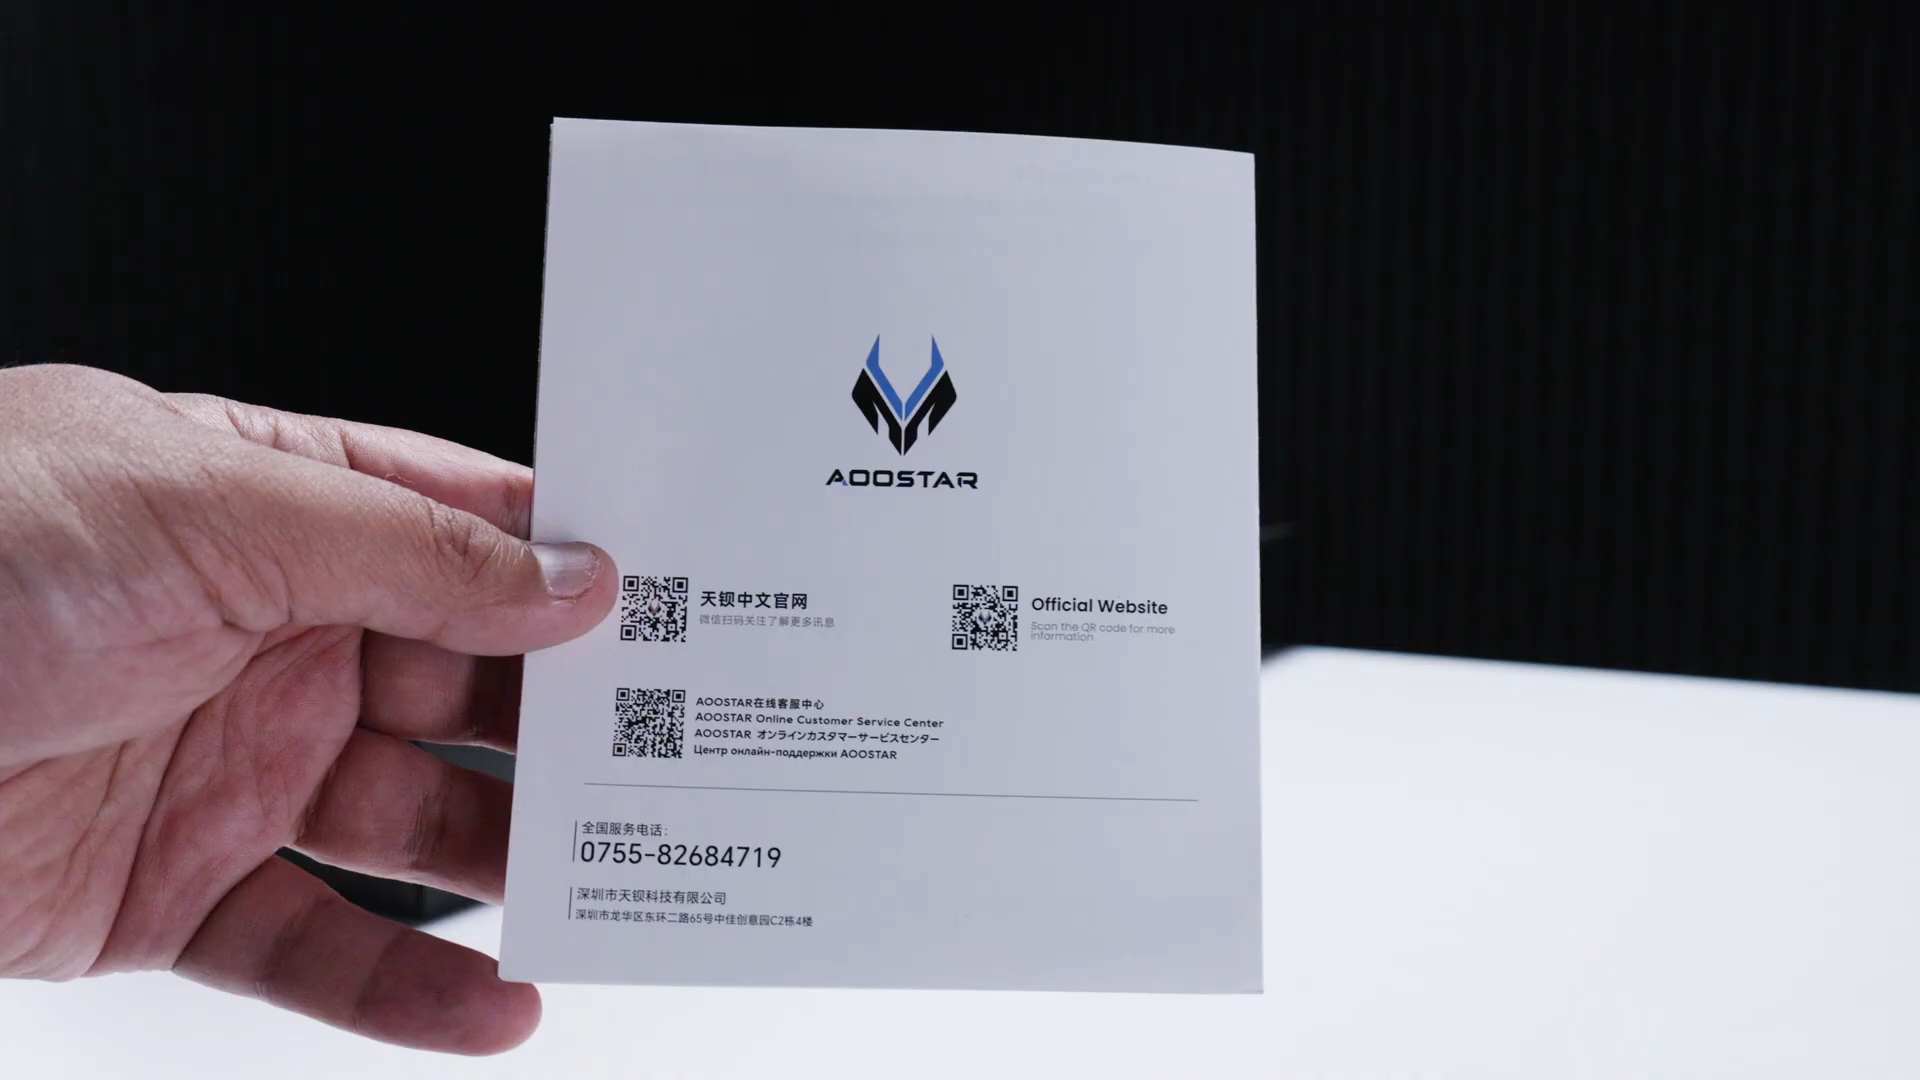 AOOSTAR
天钡中文官网
微信扫码关注了解更多讯息
Official Website
Scan the QR code for more
information
AOOSTAR在线客服中心
AOOSTAR Online Customer Service Center
AOOSTAR オンラインカスタマーサービスセンター
Центр онлайн-поддержки AOOSTAR
全国服务电话:
0755-82684719
深圳市天钡科技有限公司
深圳市龙华区东环二路65号中佳创意园C2栋4楼